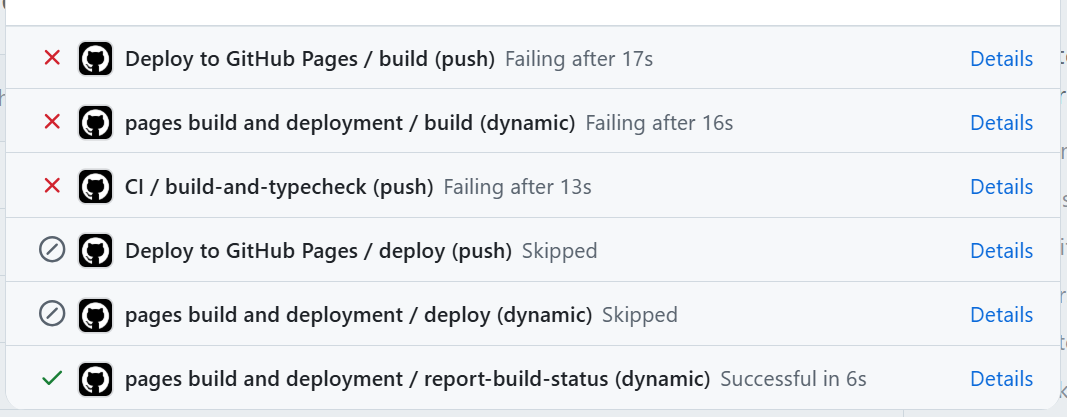 Deploy to GitHub Pages / build (push) Failing after 17s Details
pages build and deployment / build (dynamic) Failing after 16s Details
CI / build-and-typecheck (push) Failing after 13s Details
Deploy to GitHub Pages / deploy (push) Skipped Details
pages build and deployment / deploy (dynamic) Skipped Details
pages build and deployment / report-build-status (dynamic) Successful in 6s Details